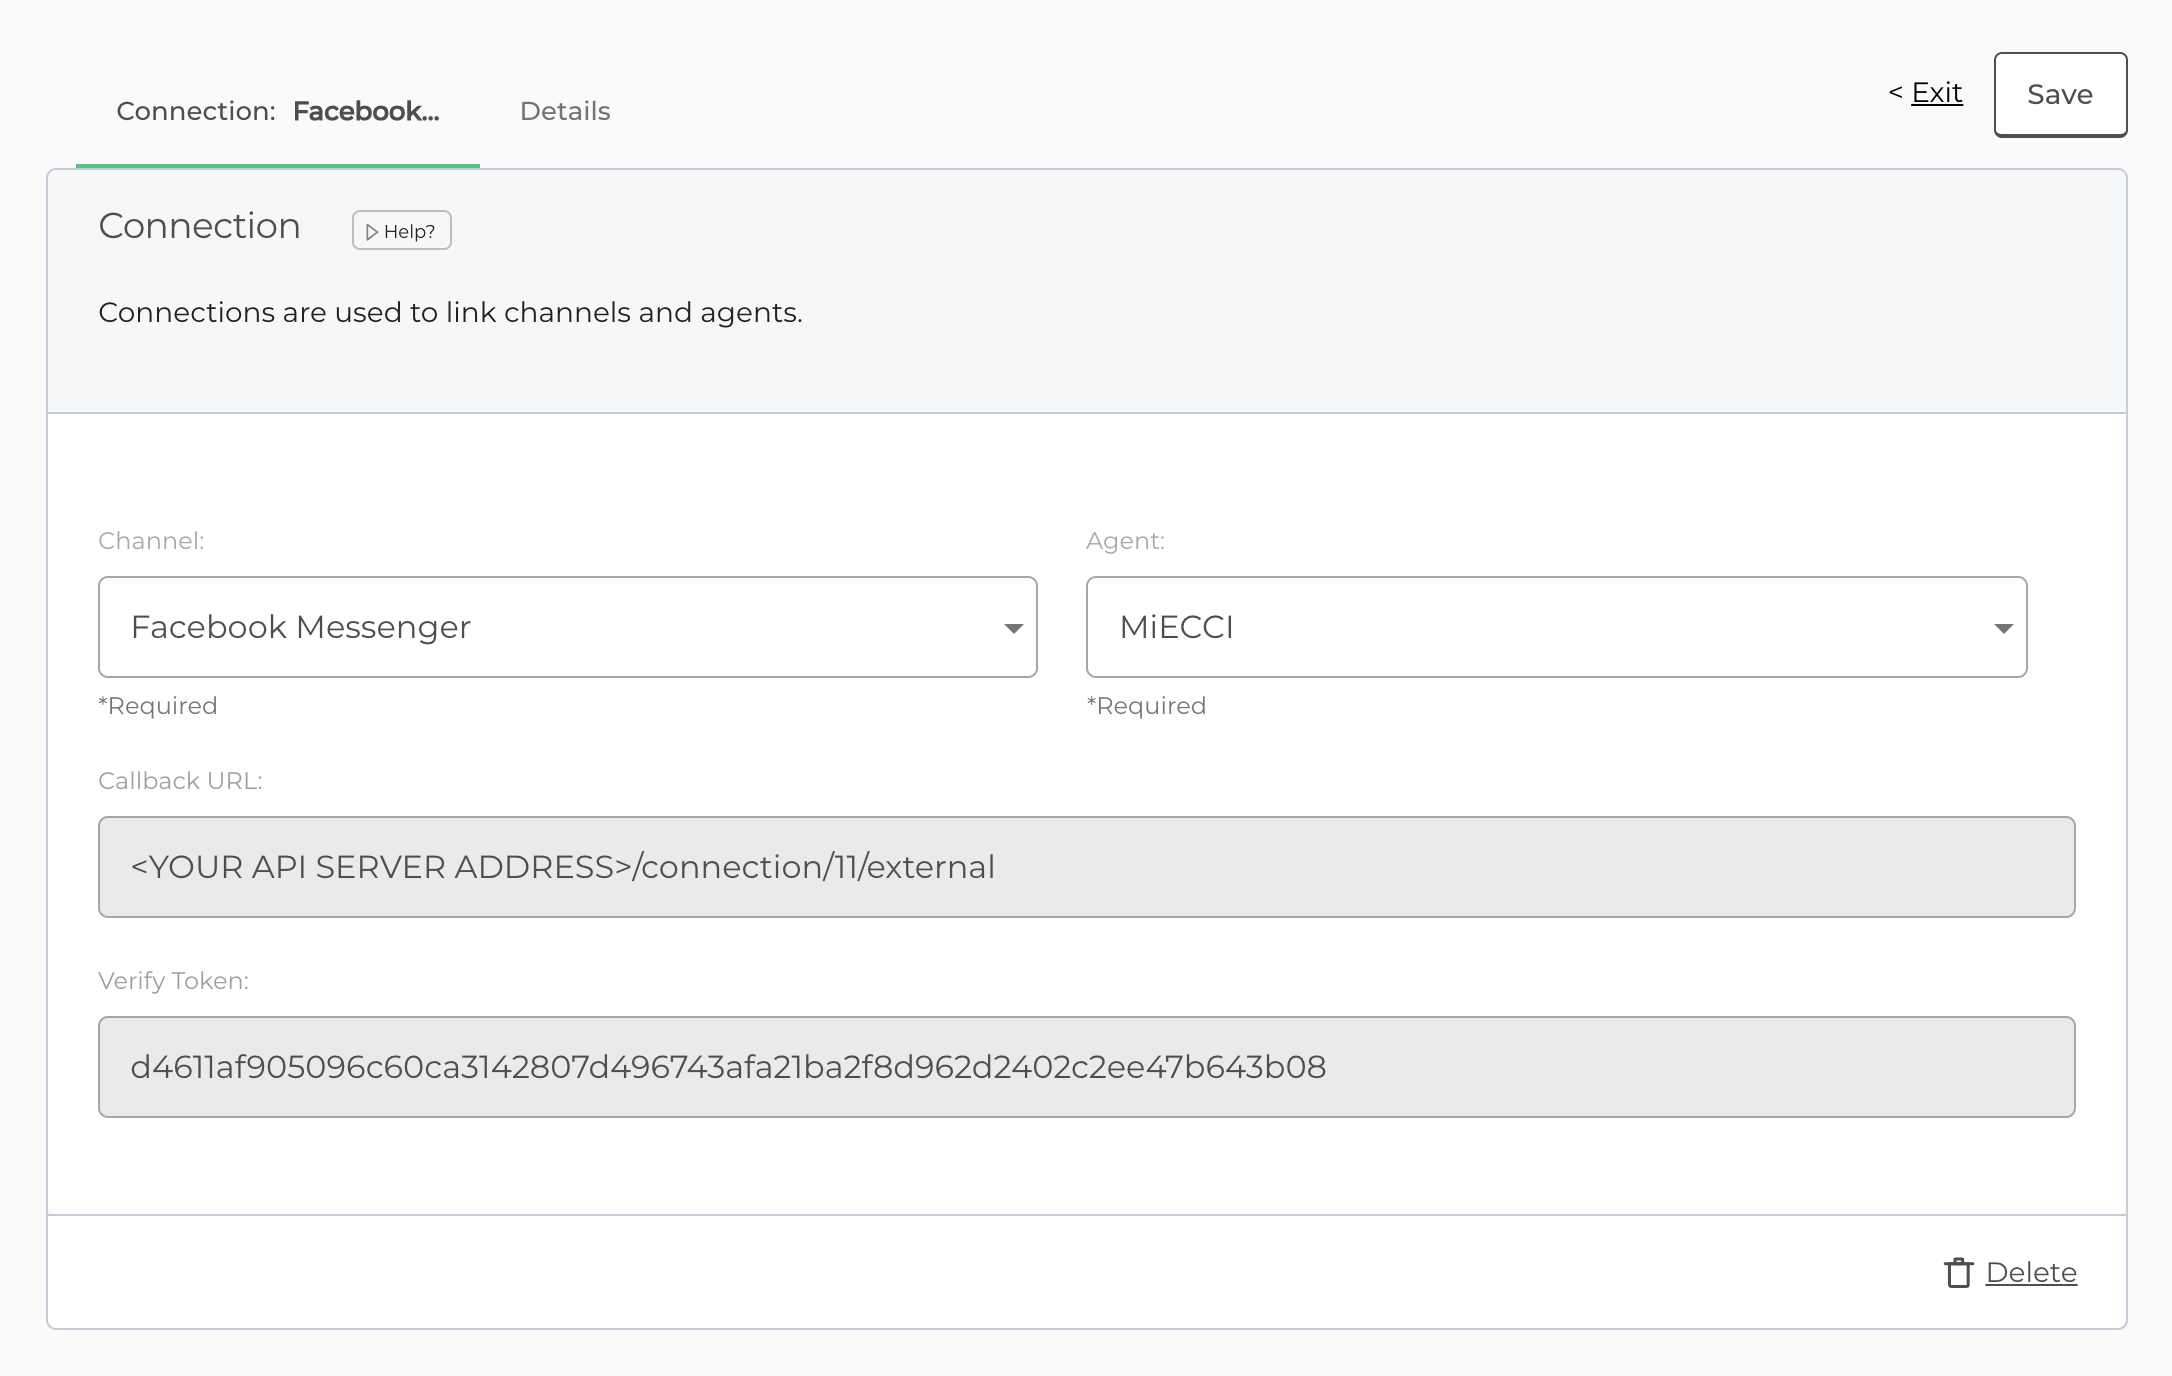 Connection: Facebook...
Details
< Exit
Save
Connection
Help?
Connections are used to link channels and agents.
Channel:
Agent:
Facebook Messenger
MiECCI
*Required
*Required
Callback URL:
<YOUR API SERVER ADDRESS>/connection/11/external
Verify Token:
d4611af905096c60ca3142807d496743afa21ba2f8d962d2402c2ee47b643b08
Delete